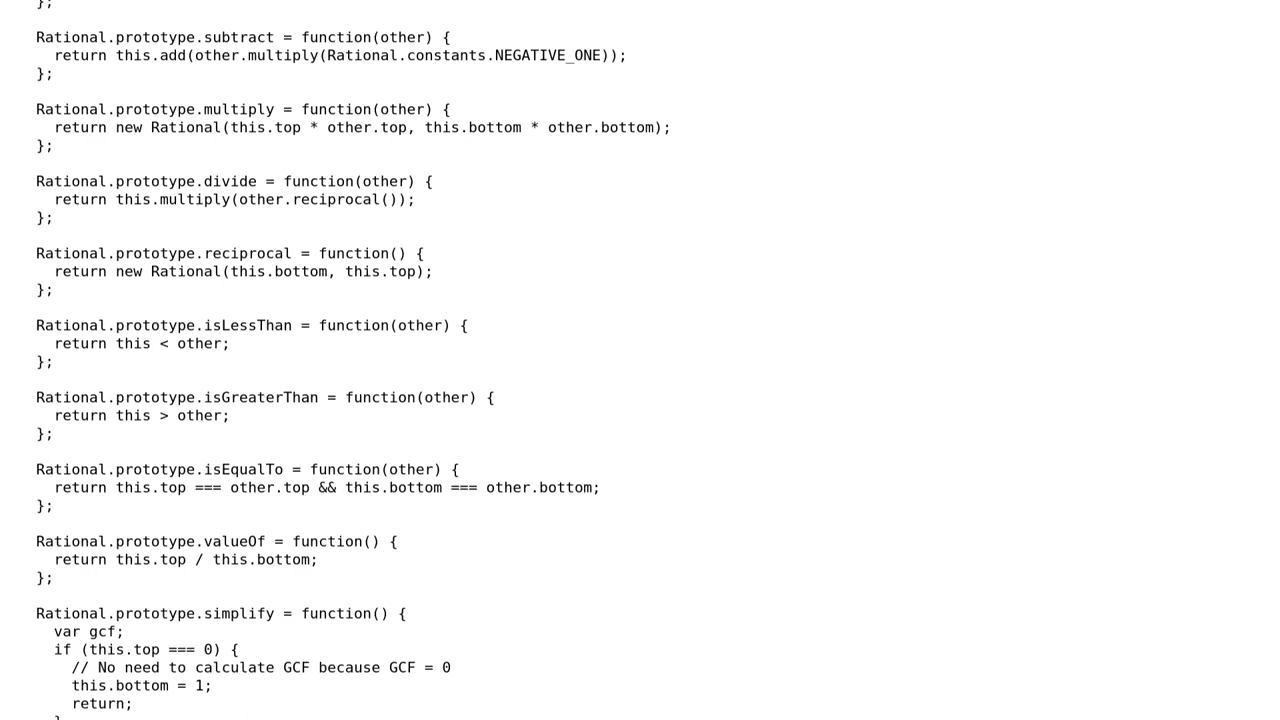 };
Rational.prototype.subtract = function(other) {
  return this.add(other.multiply(Rational.constants.NEGATIVE_ONE));
};
Rational.prototype.multiply = function(other) {
  return new Rational(this.top * other.top, this.bottom * other.bottom);
};
Rational.prototype.divide = function(other) {
  return this.multiply(other.reciprocal());
};
Rational.prototype.reciprocal = function() {
  return new Rational(this.bottom, this.top);
};
Rational.prototype.isLessThan = function(other) {
  return this < other;
};
Rational.prototype.isGreaterThan = function(other) {
  return this > other;
};
Rational.prototype.isEqualTo = function(other) {
  return this.top === other.top && this.bottom === other.bottom;
};
Rational.prototype.valueOf = function() {
  return this.top / this.bottom;
};
Rational.prototype.simplify = function() {
  var gcf;
  if (this.top === 0) {
    // No need to calculate GCF because GCF = 0
    this.bottom = 1;
    return;
  }